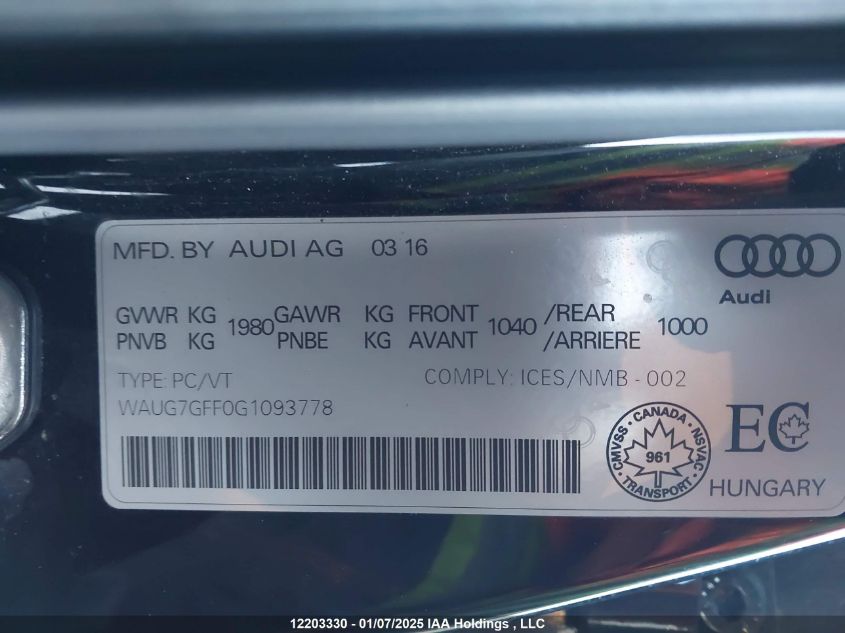 MFD. BY AUDI AG 03 16
Audi
GVWR KG 1980 GAWR KG FRONT 1040 /REAR 1000
PNVB KG PNBE KG AVANT /ARRIERE
TYPE: PC/VT COMPLY: ICES/NMB - 002
WAUG7GFF0G1093778
CMVSS · CANADA · NSVAC
961
TRANSPORT
EC
HUNGARY
12203330 - 01/07/2025 IAA Holdings , LLC